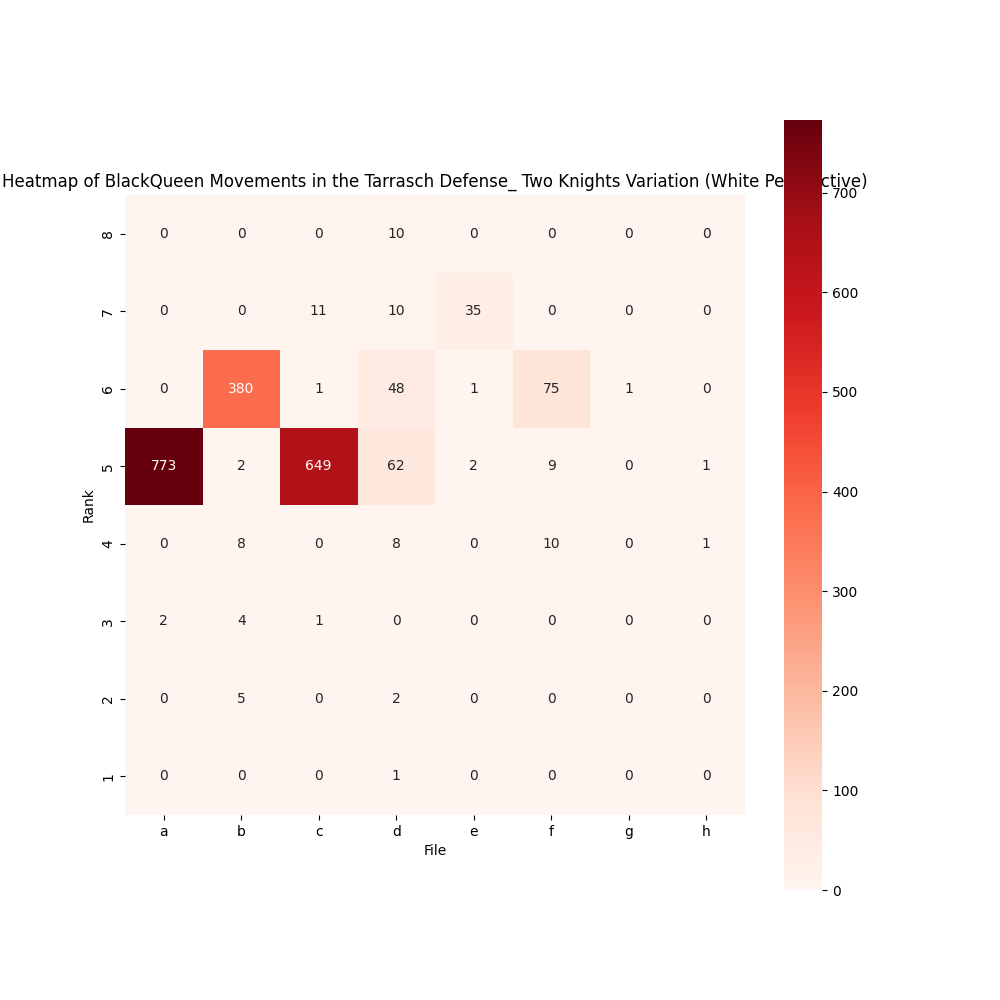 Heatmap of BlackQueen Movements in the Tarrasch Defense_ Two Knights Variation (White Pe ctive)
700
8 0 0 0 10 0 0 0 0
600
7 0 0 11 10 35 0 0 0
500
6 0 380 1 48 1 75 1 0
5 773 2 649 62 2 9 0 1
400
Rank
4 0 8 0 8 0 10 0 1
300
3 2 4 1 0 0 0 0 0
200
2 0 5 0 2 0 0 0 0
100
1 0 0 0 1 0 0 0 0
a b c d e f g h
File
0